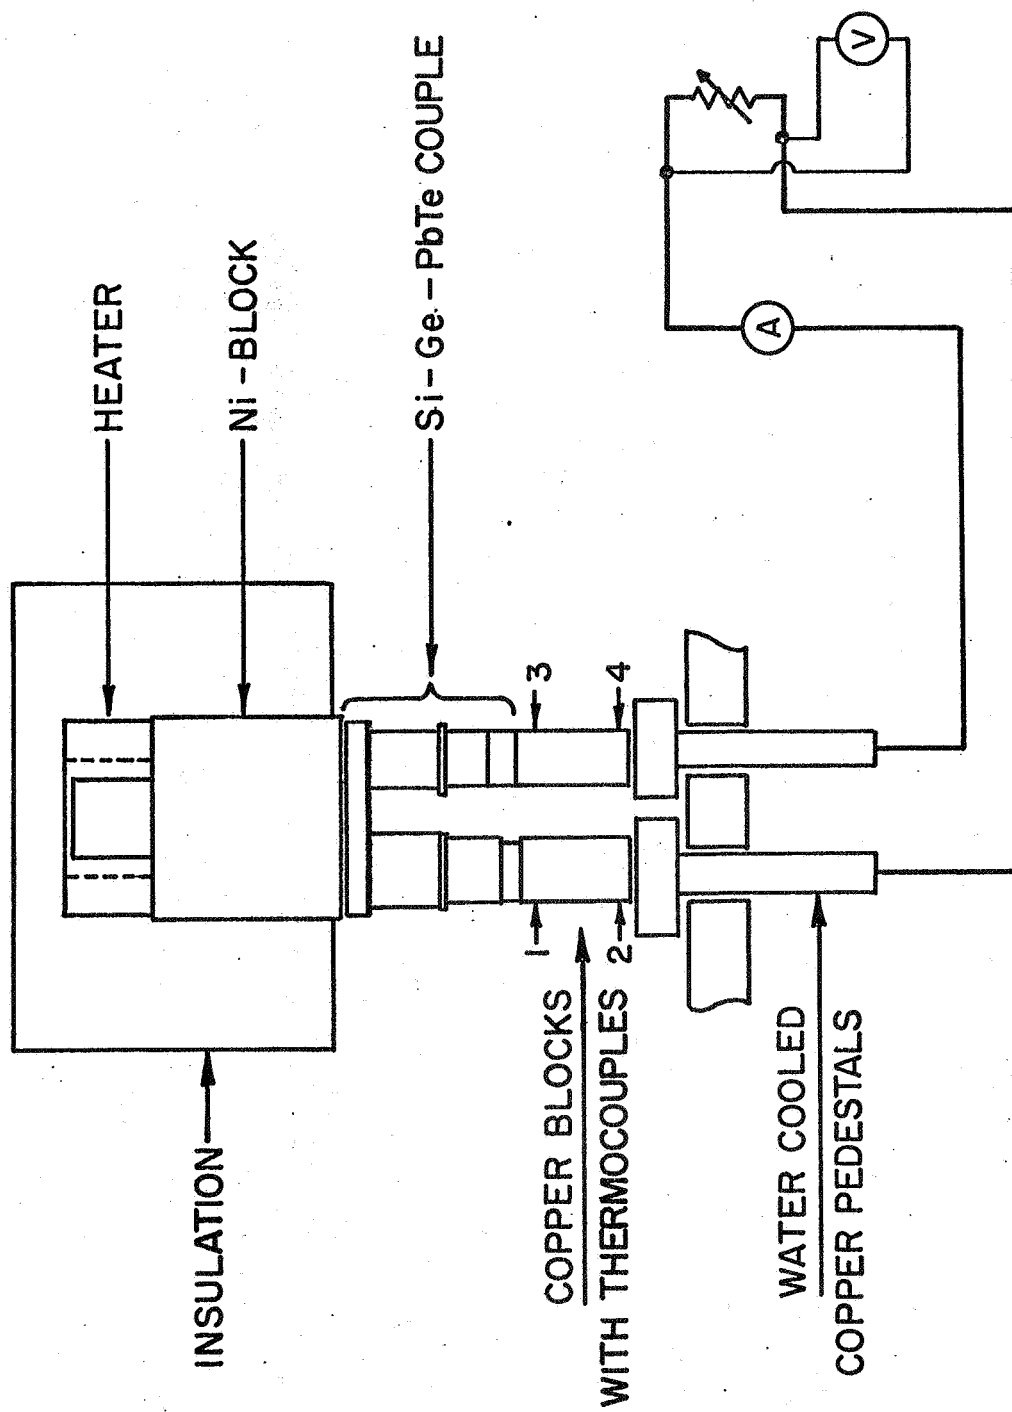 HEATER
Ni-BLOCK
Si-Ge-PbTe COUPLE
INSULATION
1
2
3
4
COPPER BLOCKS
WITH THERMOCOUPLES
WATER COOLED
COPPER PEDESTALS
A
V